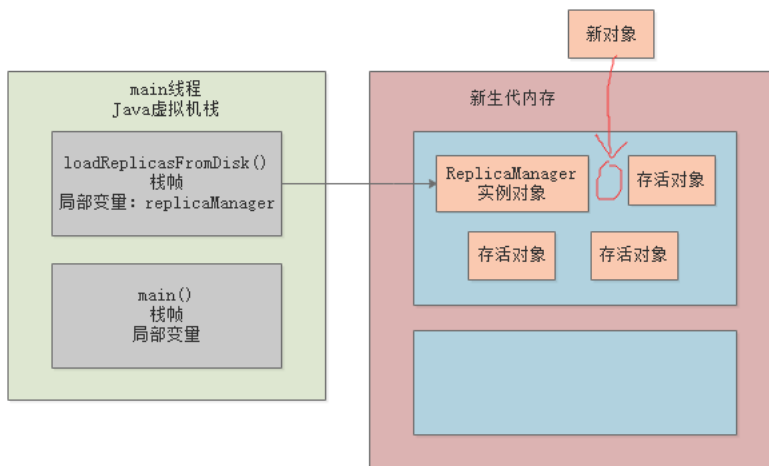 新对象
main线程
Java虚拟机栈
loadReplicasFromDisk()
栈帧
局部变量: replicaManager
main()
栈帧
局部变量
新生代内存
ReplicaManager
实例对象
存活对象
存活对象
存活对象